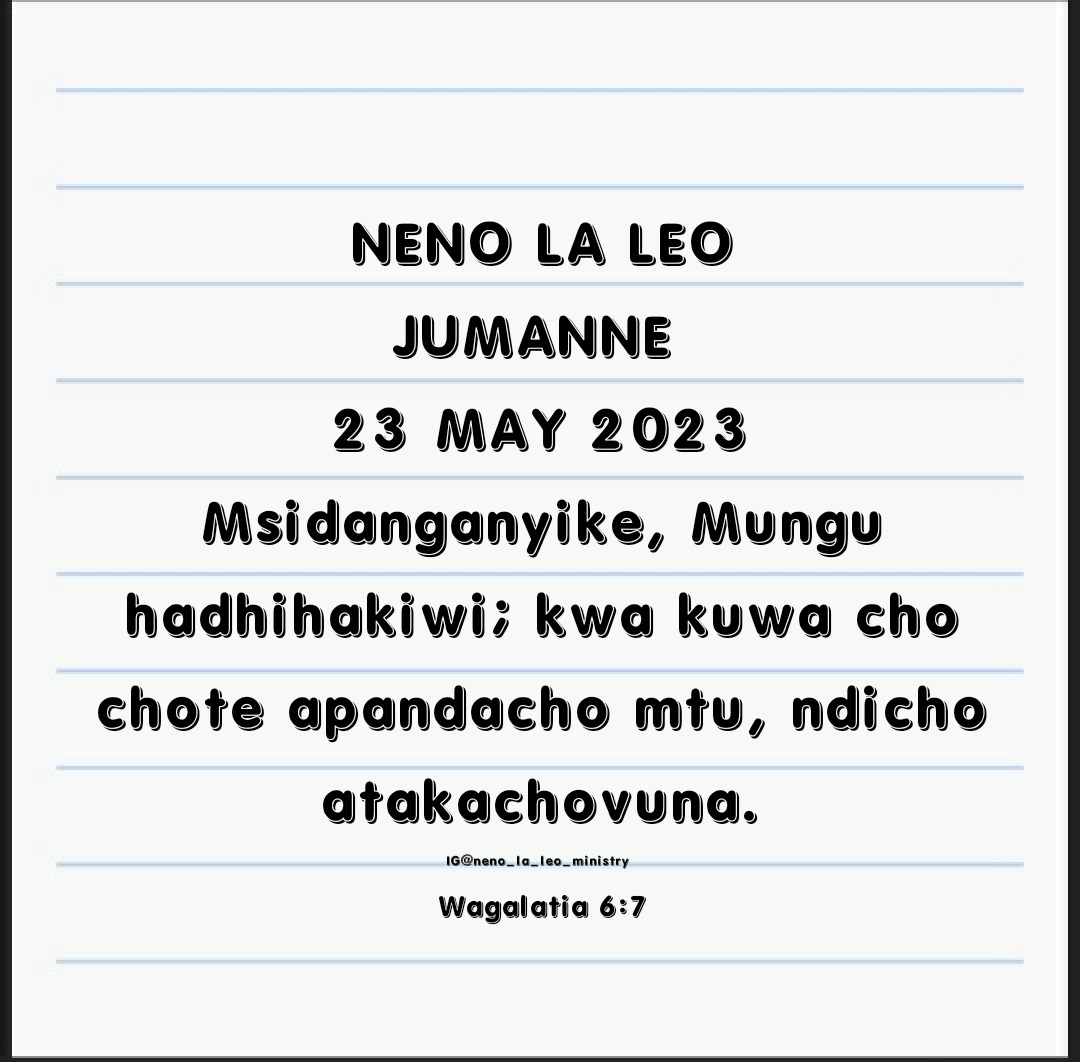 NENO LA LEO
JUMANNE
23 MAY 2023
Msidanganyike, Mungu
hadhihakiwi; kwa kuwa cho
chote apandacho mtu, ndicho
atakachovuna.
IG@neno_la_leo_ministry
Wagalatia 6:7